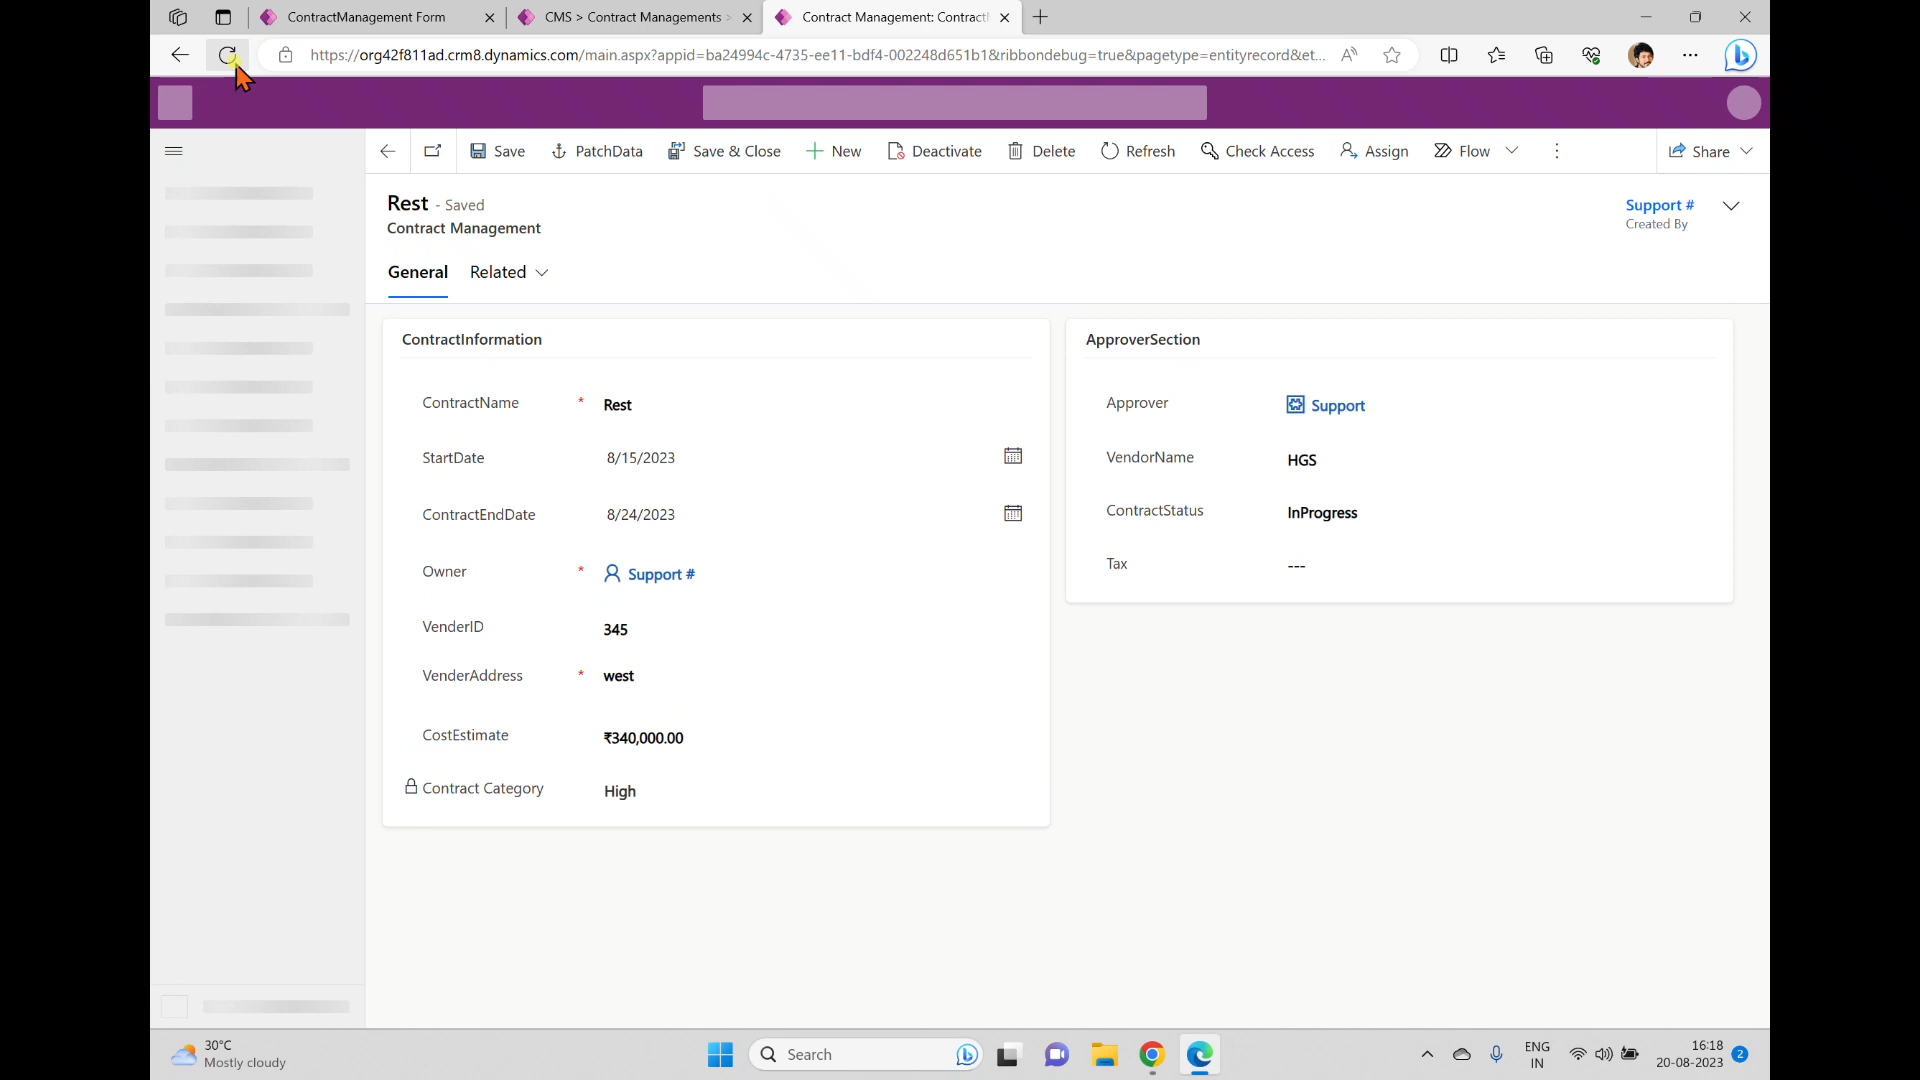 ContractManagement Form
CMS > Contract Managements >
Contract Management: Contract
https://org42f811ad.crm8.dynamics.com/main.aspx?appid=ba24994c-4735-ee11-bdf4-002248d651b1&ribbondebug=true&pagetype=entityrecord&et...
Save
PatchData
Save & Close
New
Deactivate
Delete
Refresh
Check Access
Assign
Flow
Share
Rest - Saved
Contract Management
Support #
Created By
General
Related
ContractInformation
ContractName * Rest
StartDate 8/15/2023
ContractEndDate 8/24/2023
Owner * Support #
VenderID 345
VenderAddress * west
CostEstimate ₹340,000.00
Contract Category High
ApproverSection
Approver Support
VendorName HGS
ContractStatus InProgress
Tax ---
30°C
Mostly cloudy
Search
ENG
IN
16:18
20-08-2023
2